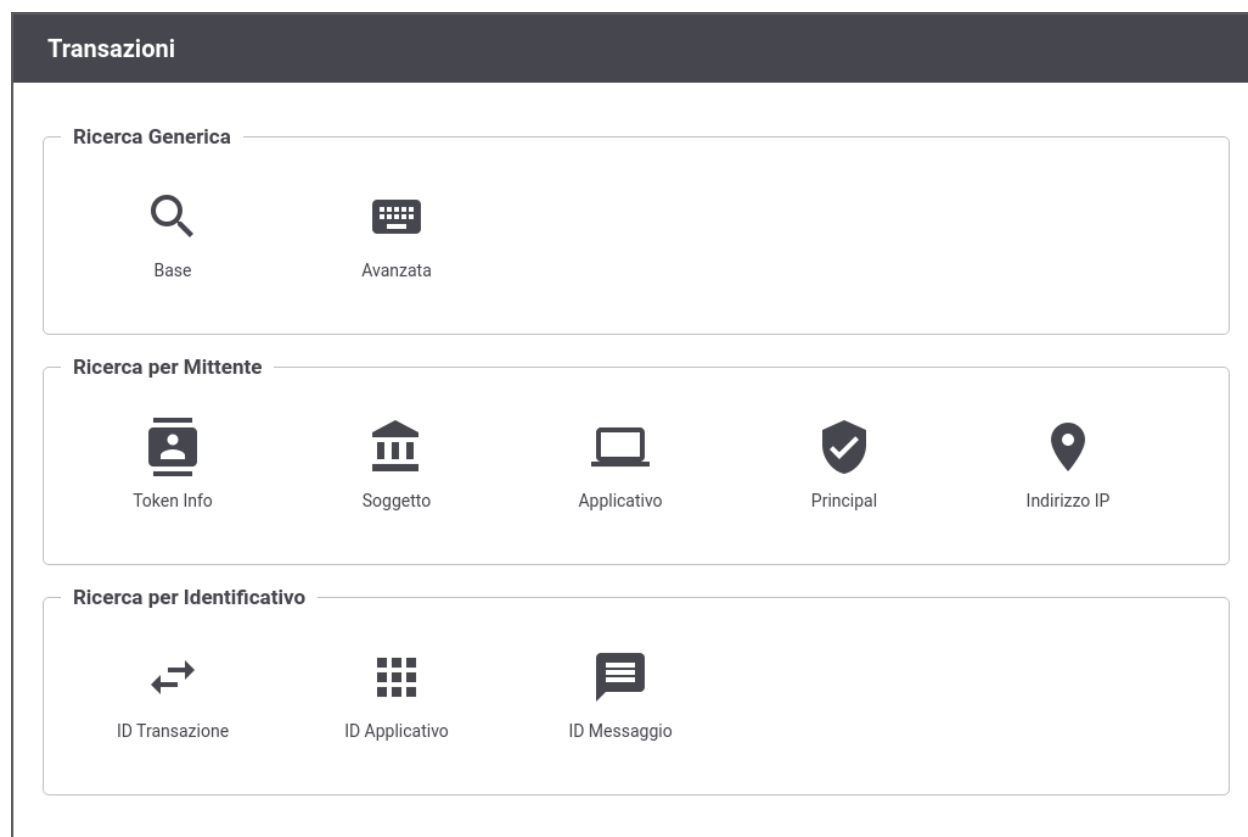 Transazioni
Ricerca Generica
Base Avanzata
Ricerca per Mittente
Token Info Soggetto Applicativo Principal Indirizzo IP
Ricerca per Identificativo
ID Transazione ID Applicativo ID Messaggio